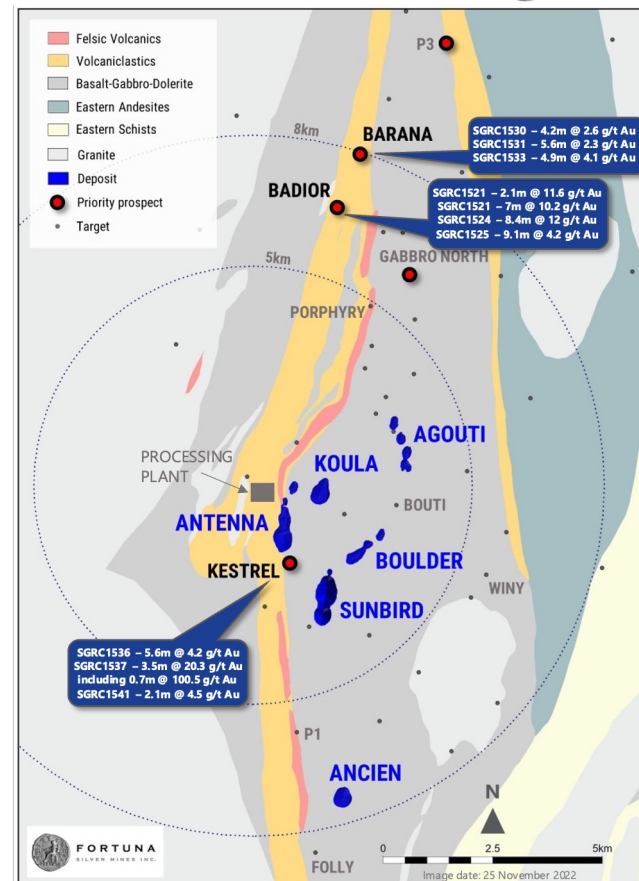 Felsic Volcanics
Volcaniclastics
Basalt-Gabbro-Dolerite
Eastern Andesites
Eastern Schists
Granite
Deposit
Priority prospect
Target
P3
8km
BARANA
SGRC1530 – 4.2m @ 2.6 g/t Au
SGRC1531 – 5.6m @ 2.3 g/t Au
SGRC1533 – 4.9m @ 4.1 g/t Au
BADIOR
SGRC1521 – 2.1m @ 11.6 g/t Au
SGRC1521 – 7m @ 10.2 g/t Au
SGRC1524 – 8.4m @ 12 g/t Au
SGRC1525 – 9.1m @ 4.2 g/t Au
5km
GABBRO NORTH
PORPHYRY
AGOUTI
PROCESSING
PLANT
KOULA
BOUTI
ANTENNA
BOULDER
KESTREL
WINY
SUNBIRD
SGRC1536 – 5.6m @ 4.2 g/t Au
SGRC1537 – 3.5m @ 20.3 g/t Au
including 0.7m @ 100.5 g/t Au
SGRC1541 – 2.1m @ 4.5 g/t Au
P1
ANCIEN
N
FORTUNA
SILVER MINES INC.
FOLLY
0 2.5 5km
Image date: 25 November 2022